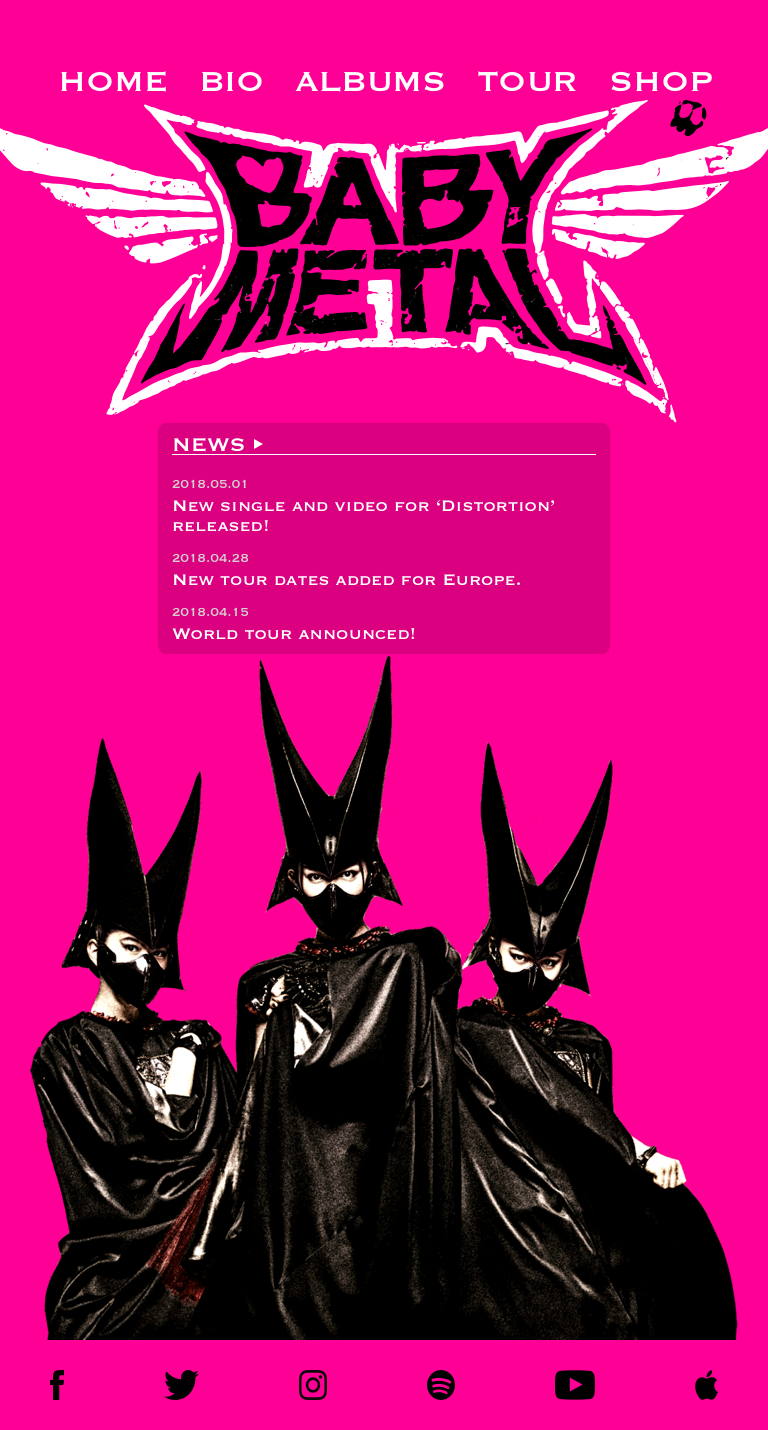 HOME BIO ALBUMS TOUR SHOP
BABY
METAL
NEWS
2018.05.01
New single and video for ‘Distortion’
released!
2018.04.28
New tour dates added for Europe.
2018.04.15
World tour announced!